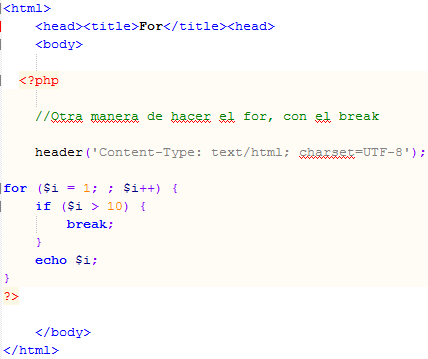 <html>
<head><title>For</title><head>
<body>
<?php
//Otra manera de hacer el for, con el break
header('Content-Type: text/html; charset=UTF-8');
for ($i = 1; ; $i++) {
if ($i > 10) {
break;
}
echo $i;
}
?>
</body>
</html>